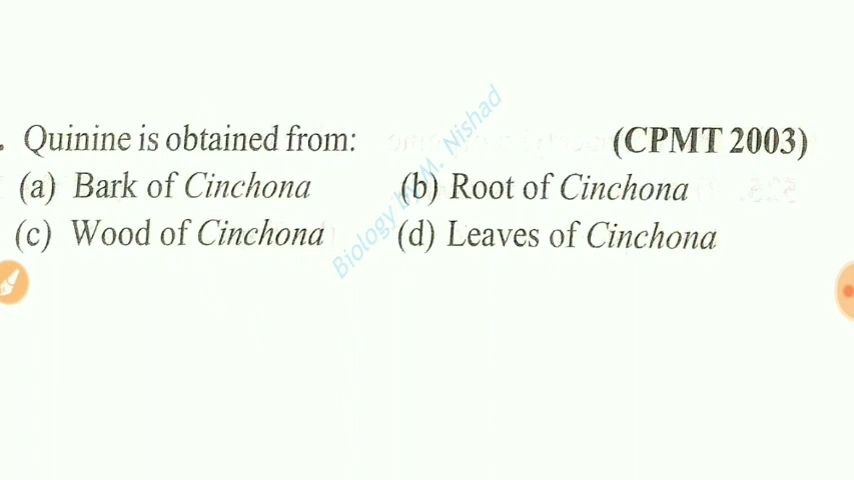 . Quinine is obtained from: (CPMT 2003)
(a) Bark of Cinchona (b) Root of Cinchona
(c) Wood of Cinchona (d) Leaves of Cinchona
Biology by M. Nishad